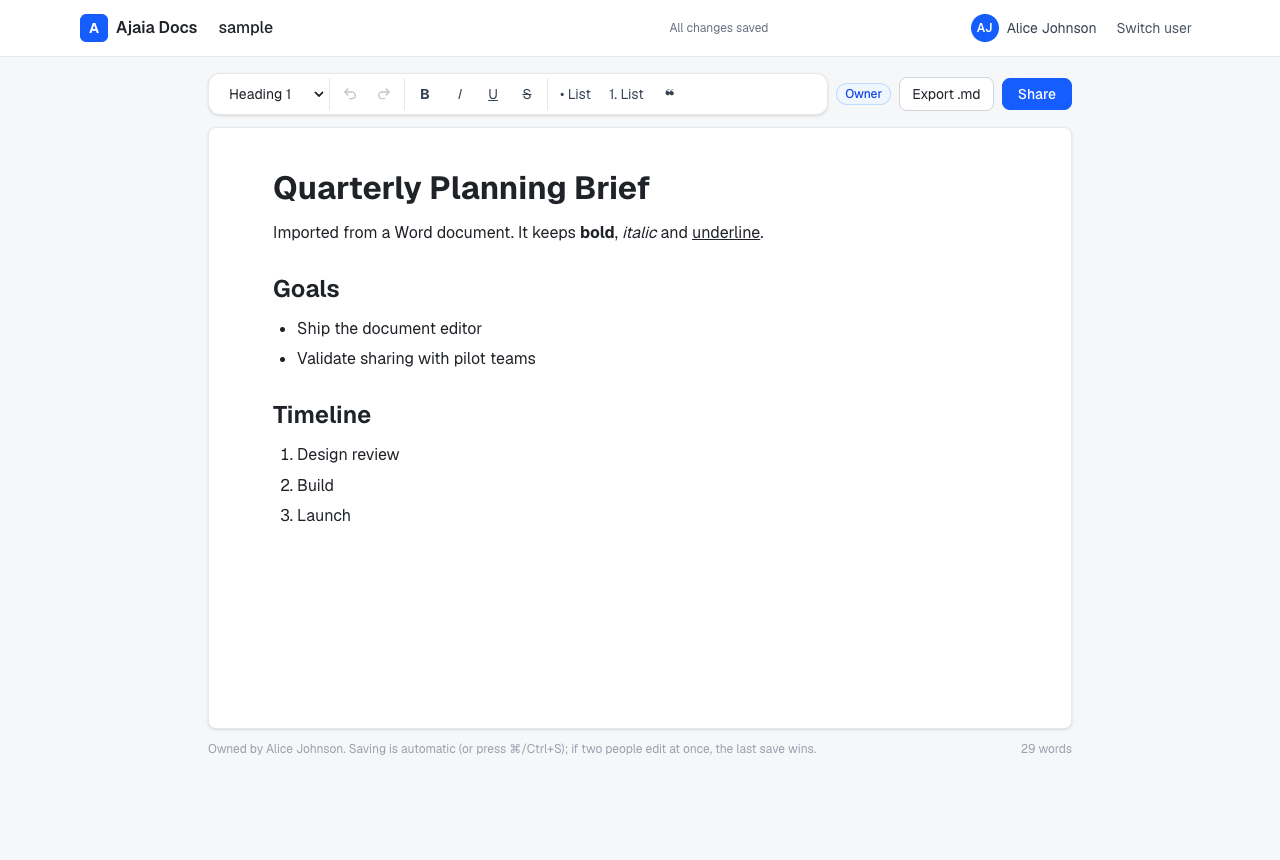 A Ajaia Docs sample All changes saved AJ Alice Johnson Switch user
Heading 1 B I U S • List 1. List ❝ Owner Export .md Share
Quarterly Planning Brief
Imported from a Word document. It keeps bold, italic and underline.
Goals
• Ship the document editor
• Validate sharing with pilot teams
Timeline
1. Design review
2. Build
3. Launch
Owned by Alice Johnson. Saving is automatic (or press ⌘/Ctrl+S); if two people edit at once, the last save wins. 29 words